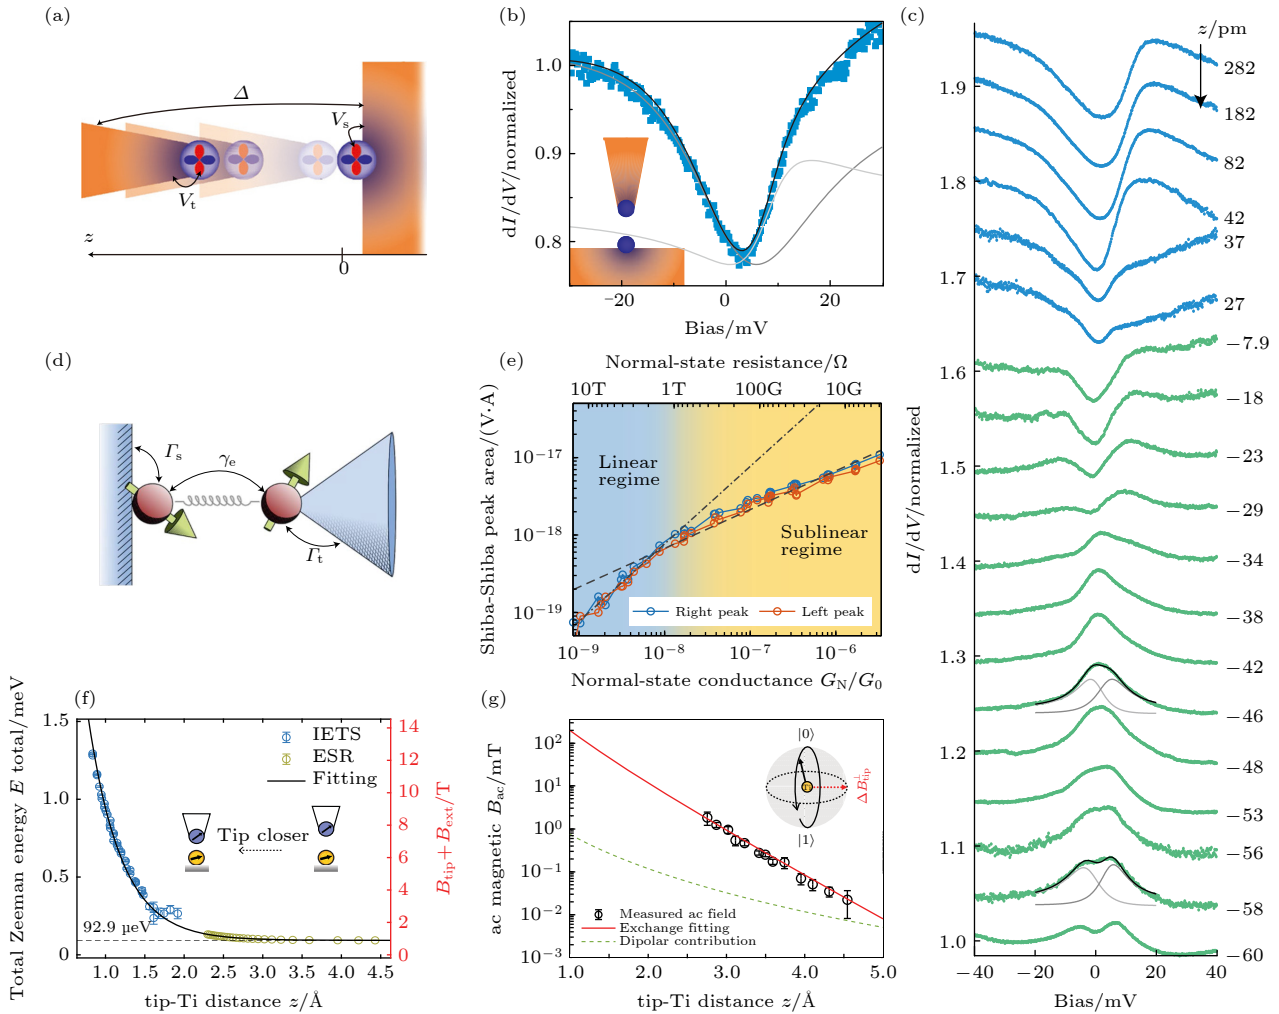 (a)
Δ
V_s
V_t
z
0
(b)
dI/dV/normalized
1.0
0.9
0.8
−20
0
20
Bias/mV
(c)
z/pm
282
182
82
42
37
27
−7.9
−18
−23
−29
−34
−38
−42
−46
−48
−53
−56
−58
−60
dI/dV/normalized
1.9
1.8
1.7
1.6
1.5
1.4
1.3
1.2
1.1
1.0
−40
−20
0
20
40
Bias/mV
(d)
Γ_s
γ_e
Γ_t
(e)
Normal-state resistance/Ω
10T
1T
100G
10G
Shiba-Shiba peak area/(V·A)
10⁻¹⁷
10⁻¹⁸
10⁻¹⁹
Linear
regime
Sublinear
regime
Right peak
Left peak
10⁻⁹
10⁻⁸
10⁻⁷
10⁻⁶
Normal-state conductance G_N/G_0
(f)
Total Zeeman energy E total/meV
1.5
1.0
0.5
0
IETS
ESR
Fitting
Tip closer
92.9 µeV
14
12
10
8
6
4
2
0
B_tip+B_ext/T
1.0
1.5
2.0
2.5
3.0
3.5
4.0
4.5
tip-Ti distance z/Å
(g)
ac magnetic B_ac/mT
10²
10¹
10⁰
10⁻¹
10⁻²
10⁻³
|0⟩
ΔB_tip^⊥
|1⟩
Measured ac field
Exchange fitting
Dipolar contribution
1.0
2.0
3.0
4.0
5.0
tip-Ti distance z/Å